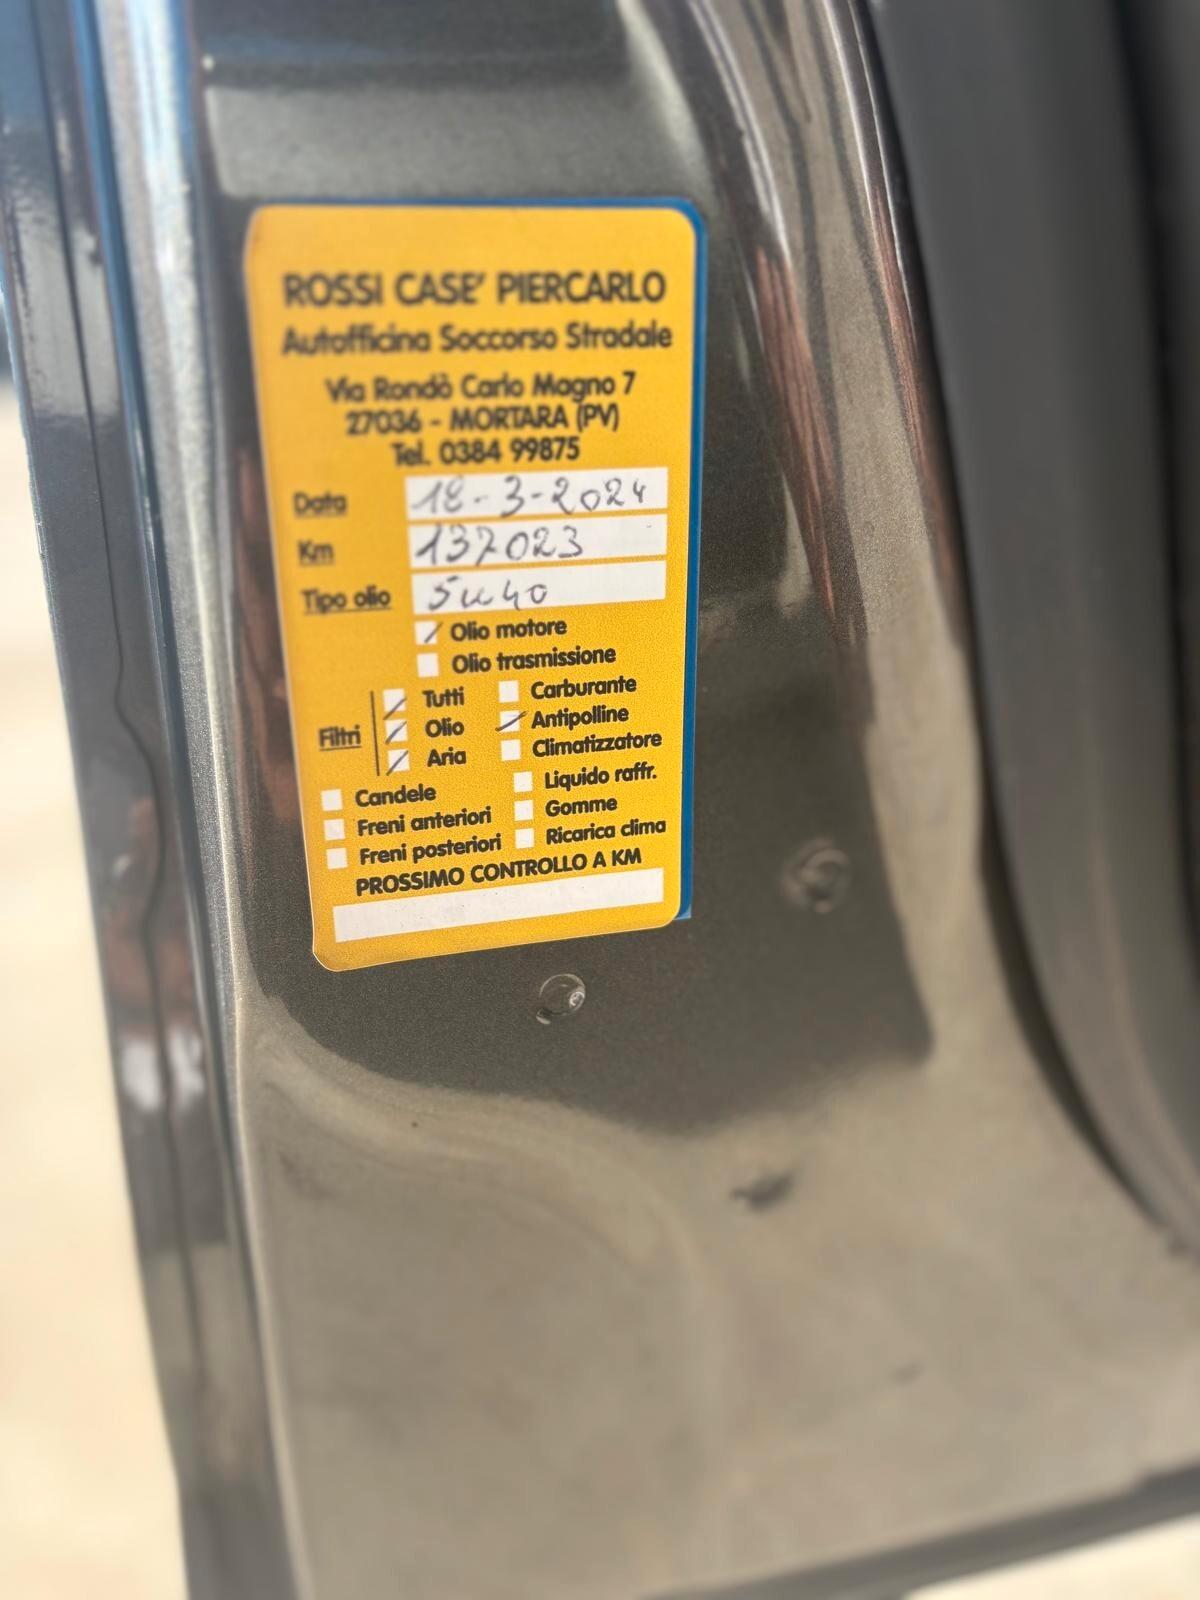 ROSSI CASE' PIERCARLO
Autofficina Soccorso Stradale
Via Rondò Carlo Magno 7
27036 - MORTARA (PV)
Tel. 0384 99875
Data 18-3-2024
Km 137023
Tipo olio 5w40
Olio motore
Olio trasmissione
Filtri
Tutti Carburante
Olio Antipolline
Aria Climatizzatore
Candele Liquido raffr.
Freni anteriori Gomme
Freni posteriori Ricarica clima
PROSSIMO CONTROLLO A KM